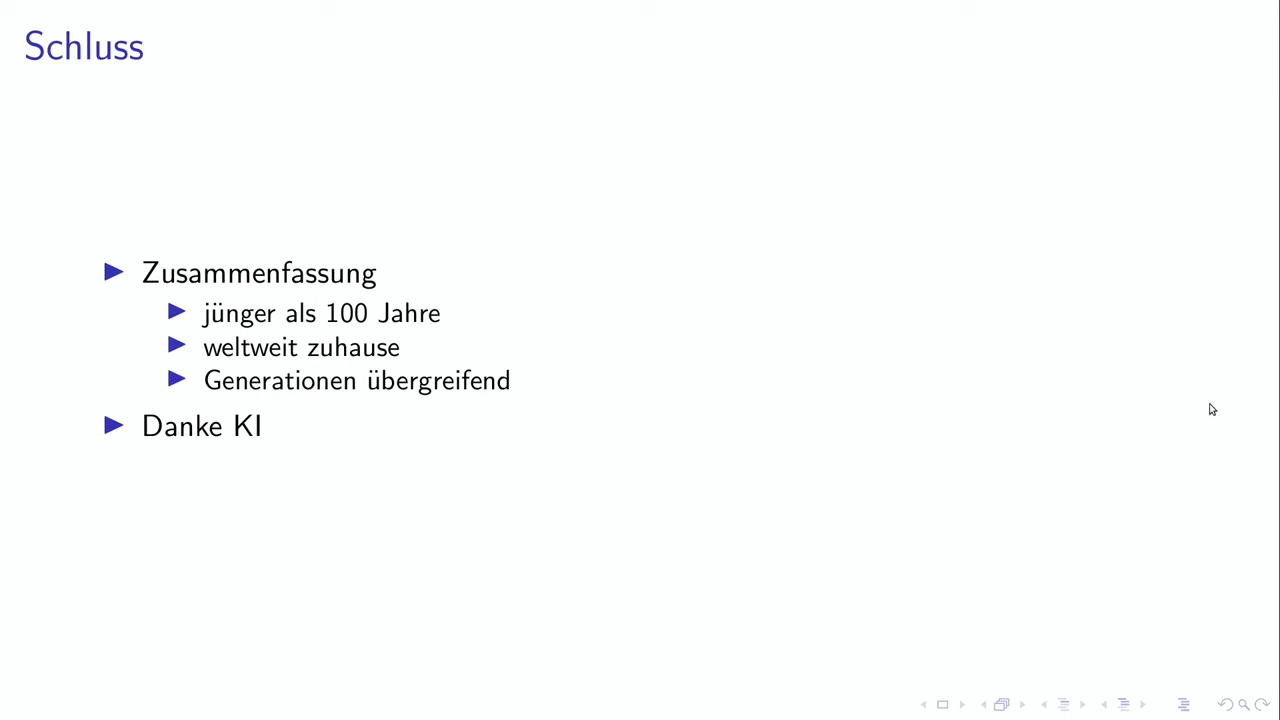 Schluss
Zusammenfassung
jünger als 100 Jahre
weltweit zuhause
Generationen übergreifend
Danke KI